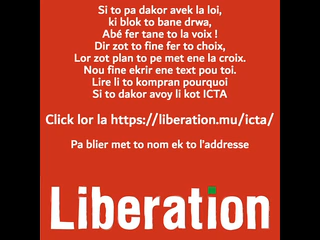 Si to pa dakor avek la loi,
ki blok to bane drwa,
Abé fer tane to la voix !
Dir zot to fine fer to choix,
Lor zot plan to pe met ene la croix.
Nou fine ekrir ene text pou toi.
Lire li to kompran pourquoi
Si to dakor avoy li kot ICTA
Click lor la https://liberation.mu/icta/
Pa blier met to nom ek to l'addresse
Liberation